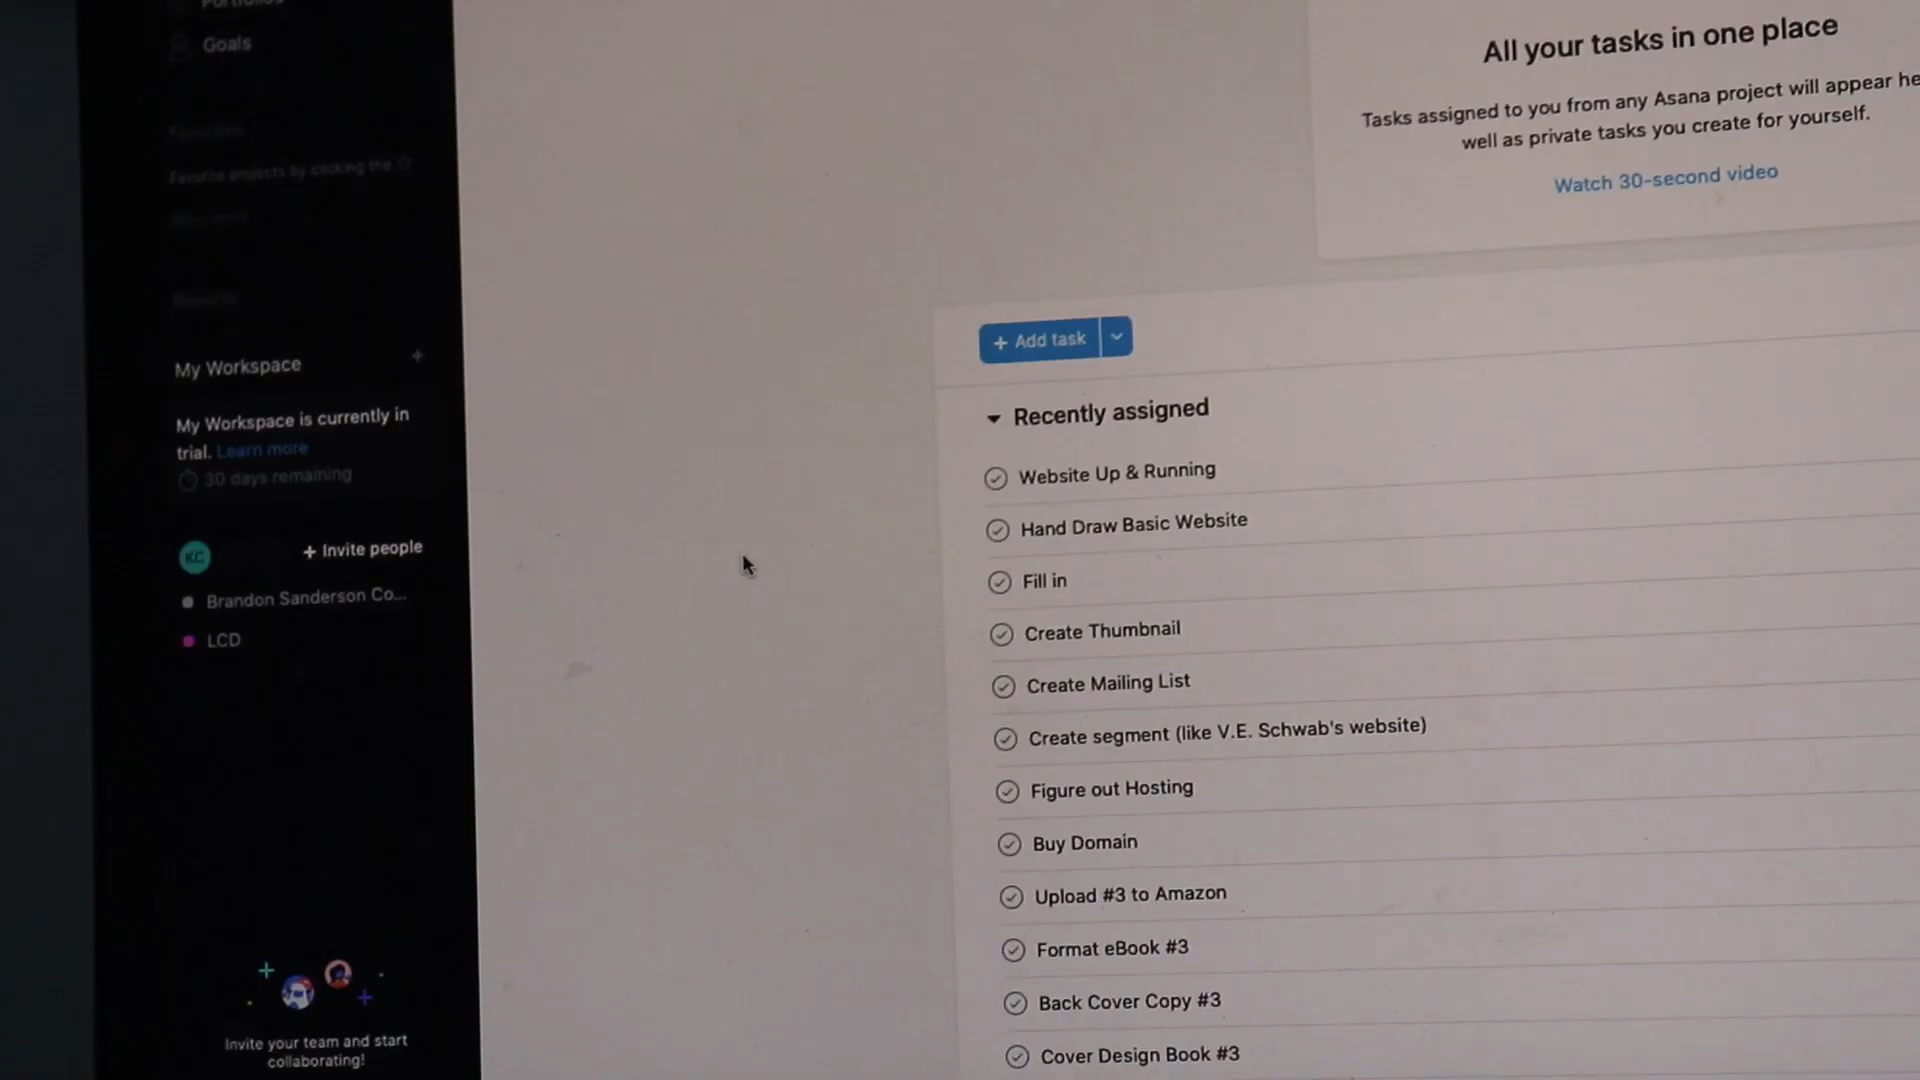 Goals
Favorite projects by clicking the
My Workspace +
My Workspace is currently in
trial. Learn more
30 days remaining
KC
+ Invite people
Brandon Sanderson Co...
LCD
Invite your team and start
collaborating!
All your tasks in one place
Tasks assigned to you from any Asana project will appear he
well as private tasks you create for yourself.
Watch 30-second video
+ Add task
Recently assigned
Website Up & Running
Hand Draw Basic Website
Fill in
Create Thumbnail
Create Mailing List
Create segment (like V.E. Schwab's website)
Figure out Hosting
Buy Domain
Upload #3 to Amazon
Format eBook #3
Back Cover Copy #3
Cover Design Book #3